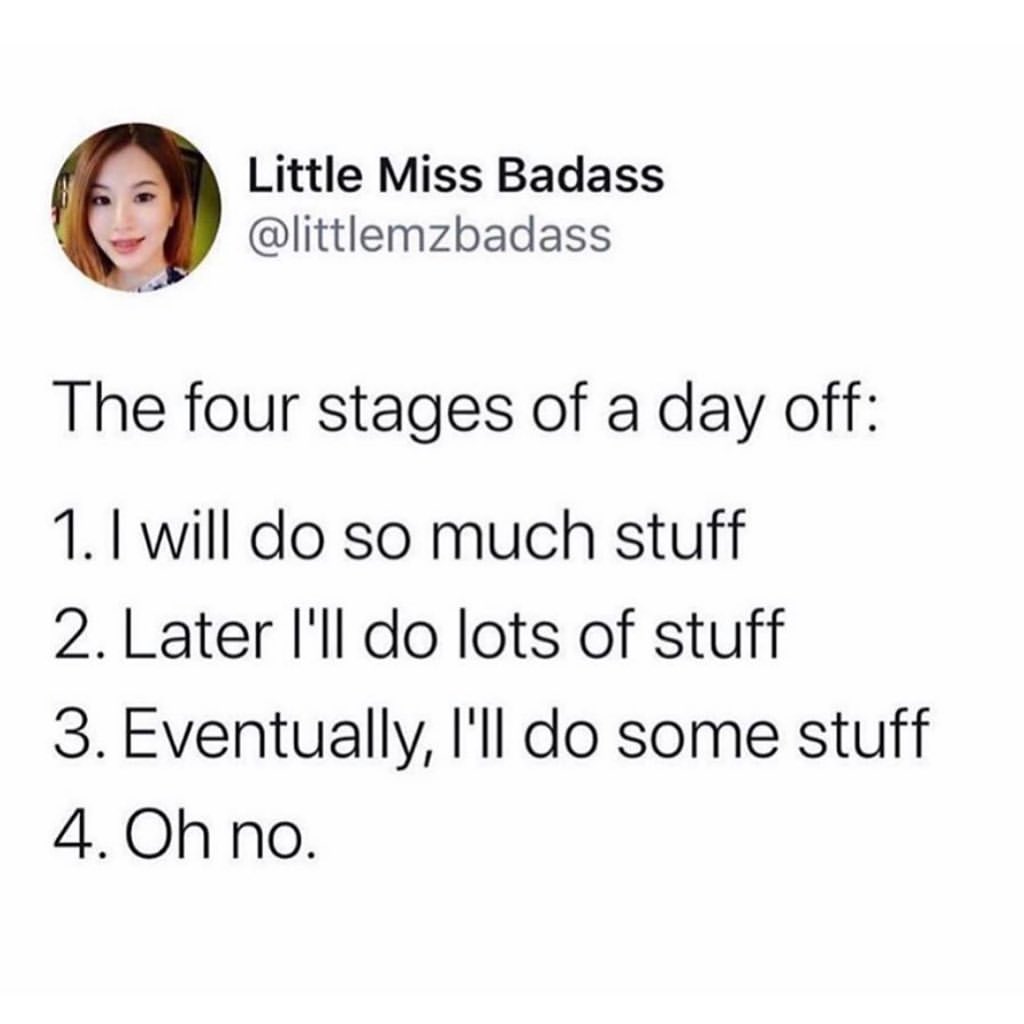 Little Miss Badass
@littlemzbadass
The four stages of a day off:
1. I will do so much stuff
2. Later I'll do lots of stuff
3. Eventually, I'll do some stuff
4. Oh no.